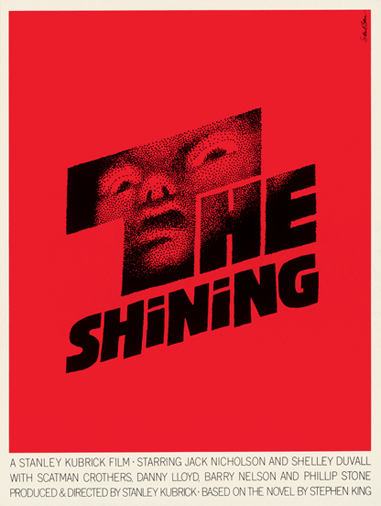 THE
SHiNiNG
A STANLEY KUBRICK FILM · STARRING JACK NICHOLSON AND SHELLEY DUVALL
WITH SCATMAN CROTHERS, DANNY LLOYD, BARRY NELSON AND PHILLIP STONE
PRODUCED & DIRECTED BY STANLEY KUBRICK · BASED ON THE NOVEL BY STEPHEN KING